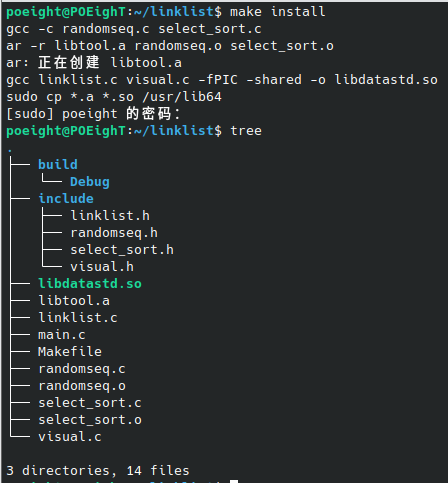 poeight@POEighT:~/linklist$ make install
gcc -c randomseq.c select_sort.c
ar -r libtool.a randomseq.o select_sort.o
ar: 正在创建 libtool.a
gcc linklist.c visual.c -fPIC -shared -o libdatastd.so
sudo cp *.a *.so /usr/lib64
[sudo] poeight 的密码：
poeight@POEighT:~/linklist$ tree
.
├── build
│   └── Debug
├── include
│   ├── linklist.h
│   ├── randomseq.h
│   ├── select_sort.h
│   └── visual.h
├── libdatastd.so
├── libtool.a
├── linklist.c
├── main.c
├── Makefile
├── randomseq.c
├── randomseq.o
├── select_sort.c
├── select_sort.o
└── visual.c
3 directories, 14 files